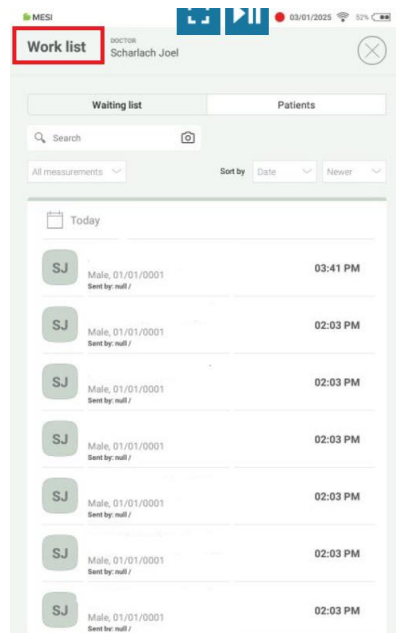 MESI 03/01/2025 52%
Work list
DOCTOR
Scharlach Joel
Waiting list Patients
Search
All measurements Sort by Date Newer
Today
SJ 03:41 PM
Male, 01/01/0001
Sent by: null /
SJ 02:03 PM
Male, 01/01/0001
Sent by: null /
SJ 02:03 PM
Male, 01/01/0001
Sent by: null /
SJ 02:03 PM
Male, 01/01/0001
Sent by: null /
SJ 02:03 PM
Male, 01/01/0001
Sent by: null /
SJ 02:03 PM
Male, 01/01/0001
Sent by: null /
SJ 02:03 PM
Male, 01/01/0001
Sent by: null /